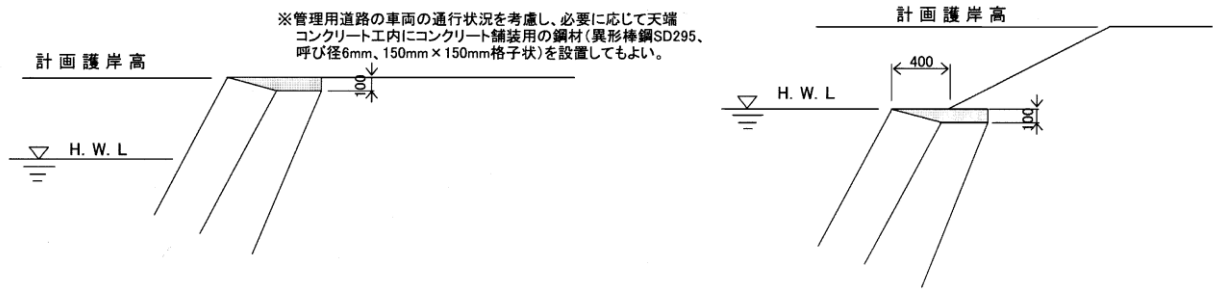 ※管理用道路の車両の通行状況を考慮し、必要に応じて天端
コンクリート工内にコンクリート舗装用の鋼材(異形棒鋼SD295、
呼び径6mm、150mm×150mm格子状)を設置してもよい。
計画護岸高
100
H. W. L
計画護岸高
400
H. W. L
100